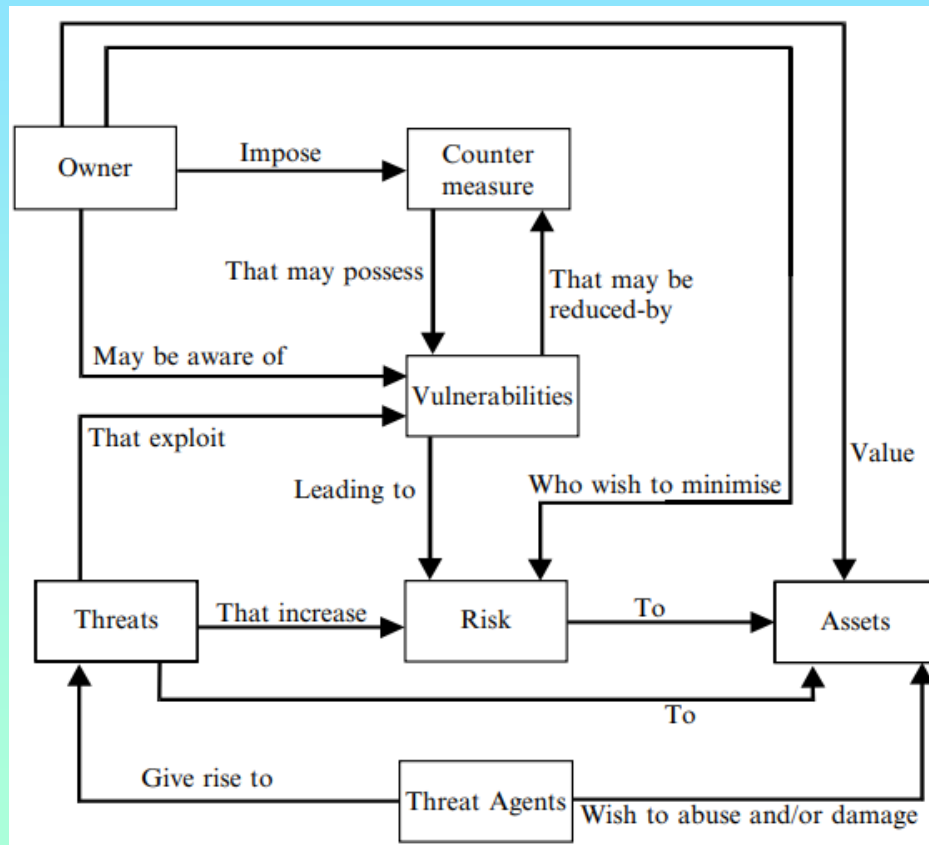 Owner
Impose
Counter
measure
That may possess
That may be
reduced-by
May be aware of
Vulnerabilities
That exploit
Value
Leading to
Who wish to minimise
Threats
That increase
Risk
To
Assets
To
Give rise to
Threat Agents
Wish to abuse and/or damage